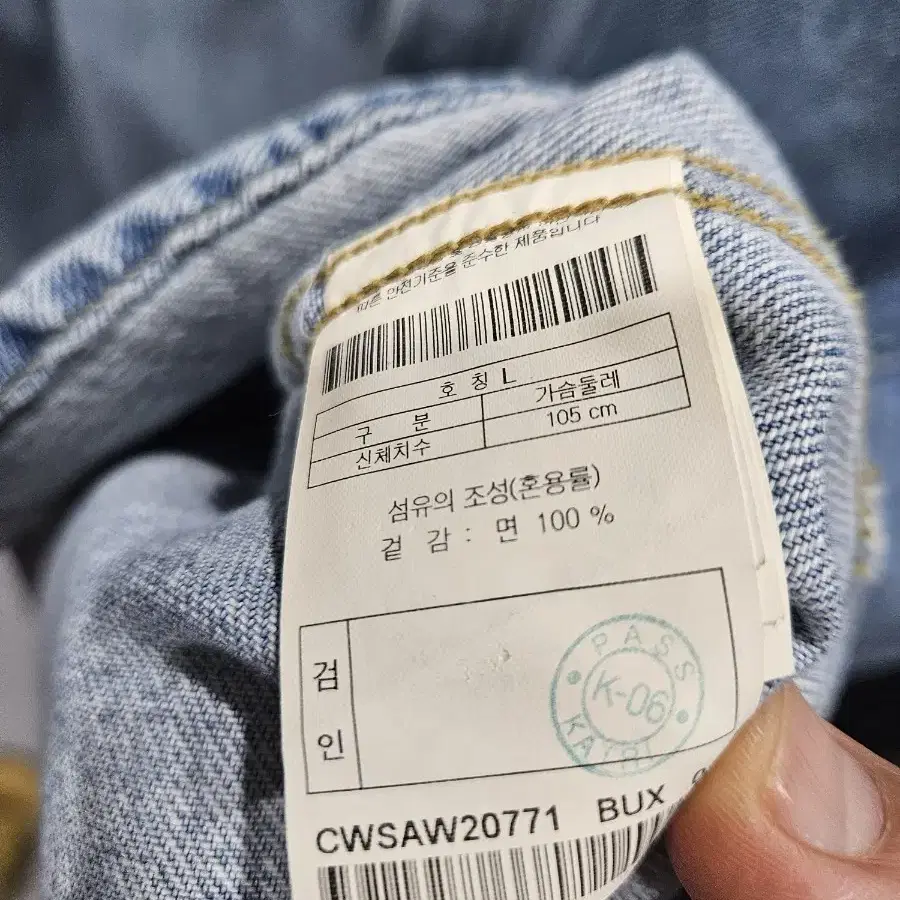 안전기준을 준수한 제품입니다
호 칭 L
구 분 가슴둘레
신체치수 105 cm
섬유의 조성(혼용률)
겉 감 : 면 100 %
검 인
PASS
K-06
KATRI
CWSAW20771 BUX